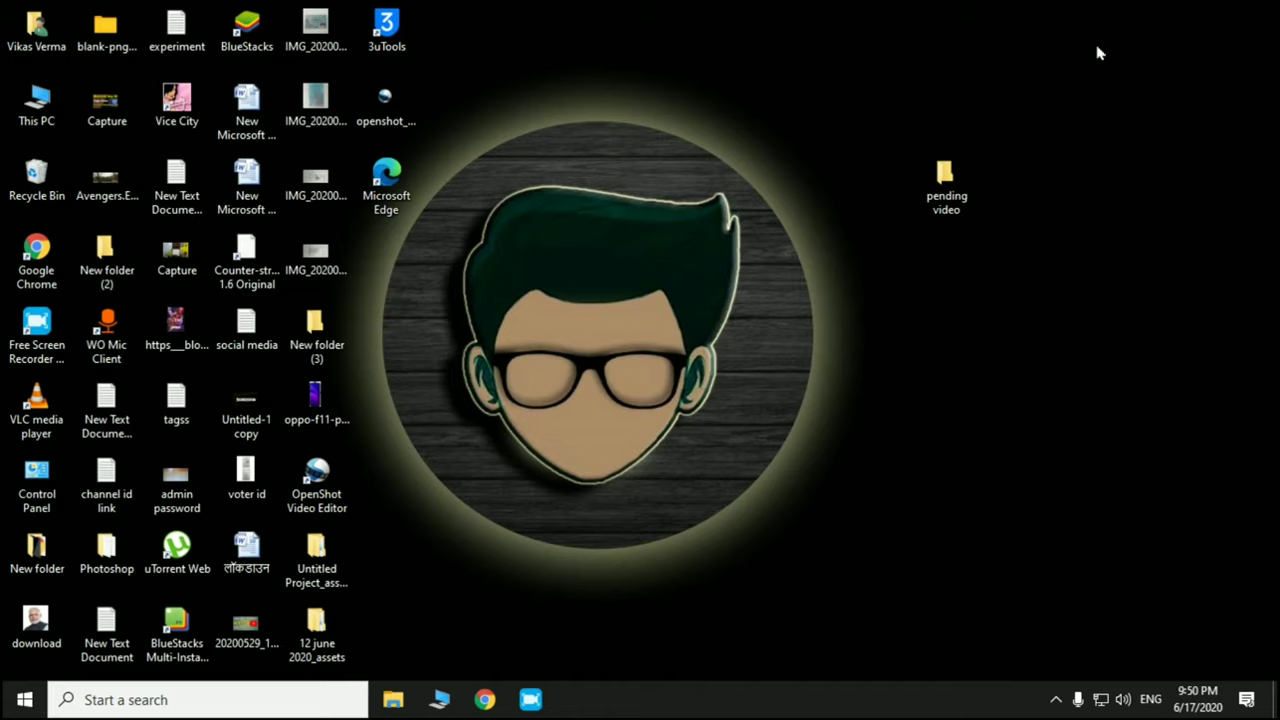 Vikas Verma
blank-png...
experiment
BlueStacks
IMG_20200...
3
3uTools
This PC
Capture
Vice City
New
Microsoft ...
IMG_20200...
openshot_...
Recycle Bin
Avengers.E...
New Text
Docume...
New
Microsoft ...
IMG_20200...
Microsoft
Edge
pending
video
Google
Chrome
New folder
(2)
Capture
Counter-str...
1.6 Original
IMG_20200...
Free Screen
Recorder ...
WO Mic
Client
https__blo...
social media
New folder
(3)
VLC media
player
New Text
Docume...
tagss
Untitled-1
copy
oppo-f11-p...
Control
Panel
channel id
link
admin
password
voter id
OpenShot
Video Editor
New folder
Photoshop
uTorrent Web
लॉकडाउन
Untitled
Project_ass...
download
New Text
Document
BlueStacks
Multi-Insta...
20200529_1...
12 june
2020_assets
Start a search
ENG
9:50 PM
6/17/2020